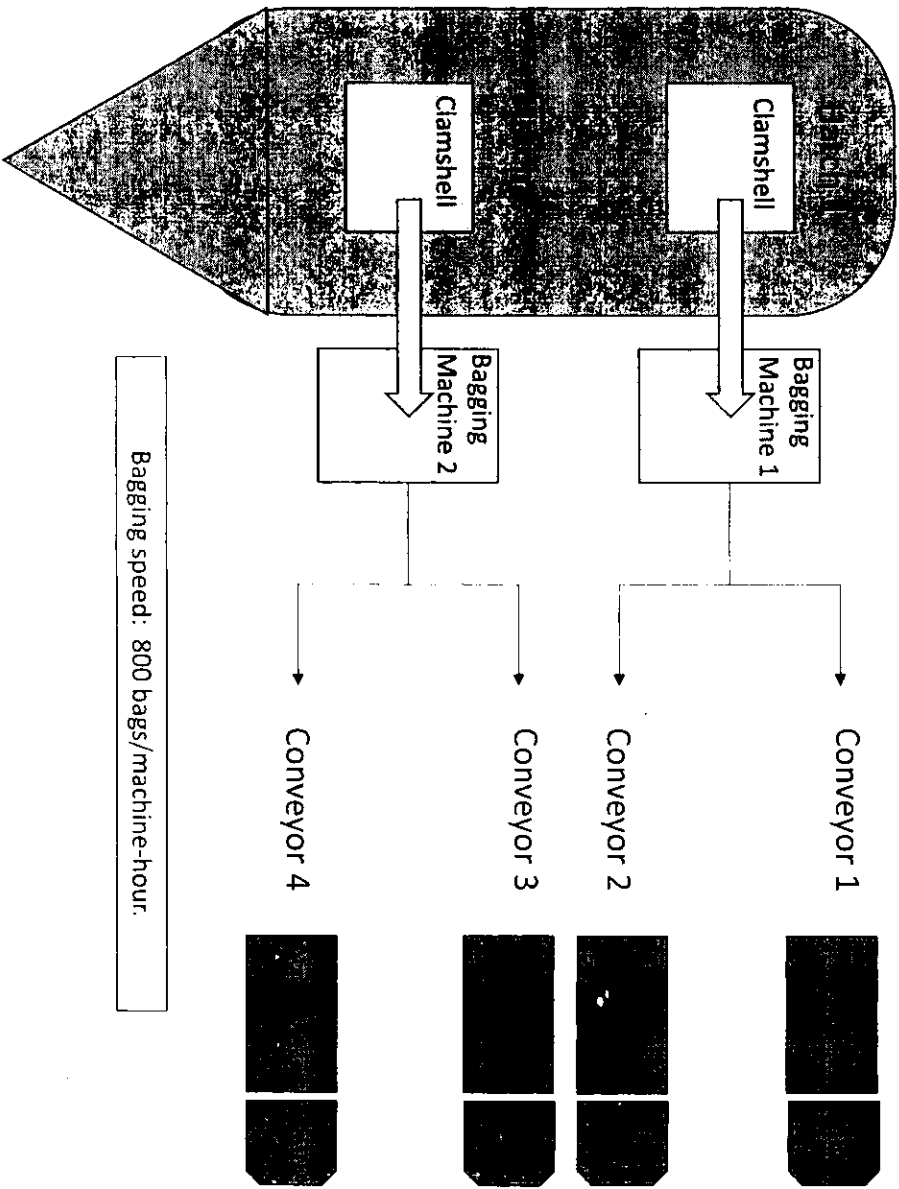 Clamshell
Clamshell
Bagging
Machine 1
Bagging
Machine 2
Conveyor 1
Conveyor 2
Conveyor 3
Conveyor 4
Bagging speed: 800 bags/machine-hour.